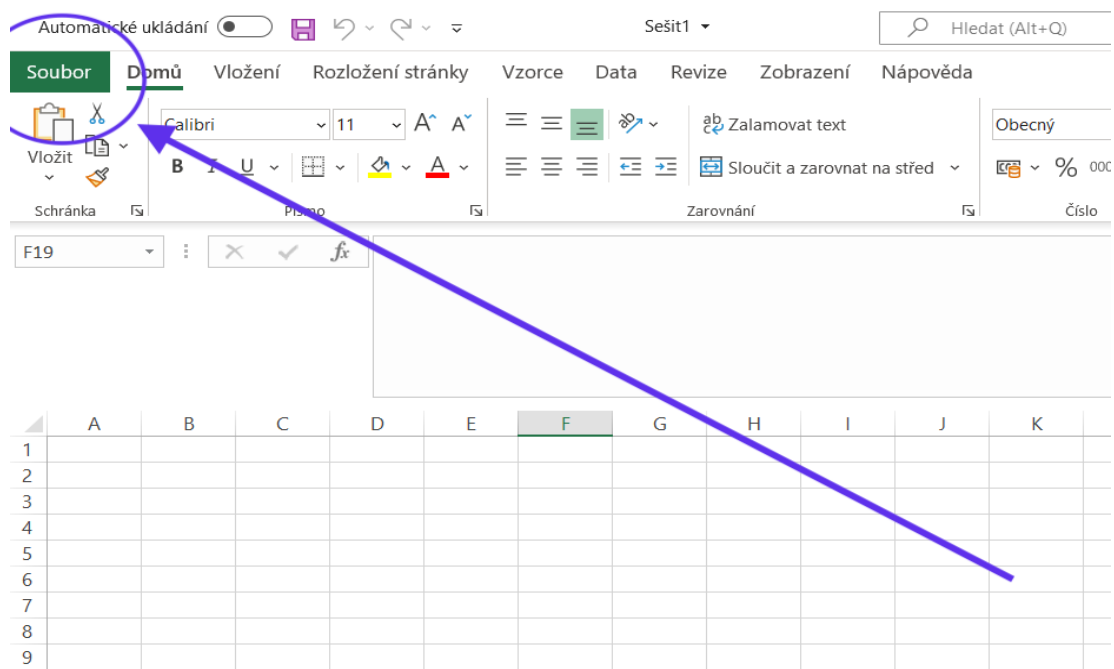 Automatické ukládání Sešit1 Hledat (Alt+Q)
Soubor Domů Vložení Rozložení stránky Vzorce Data Revize Zobrazení Nápověda
Calibri 11 A A ab Zalamovat text Obecný
Vložit B I U A Sloučit a zarovnat na střed % 000
Schránka Písmo Zarovnání Číslo
F19 fx
A B C D E F G H I J K
1
2
3
4
5
6
7
8
9